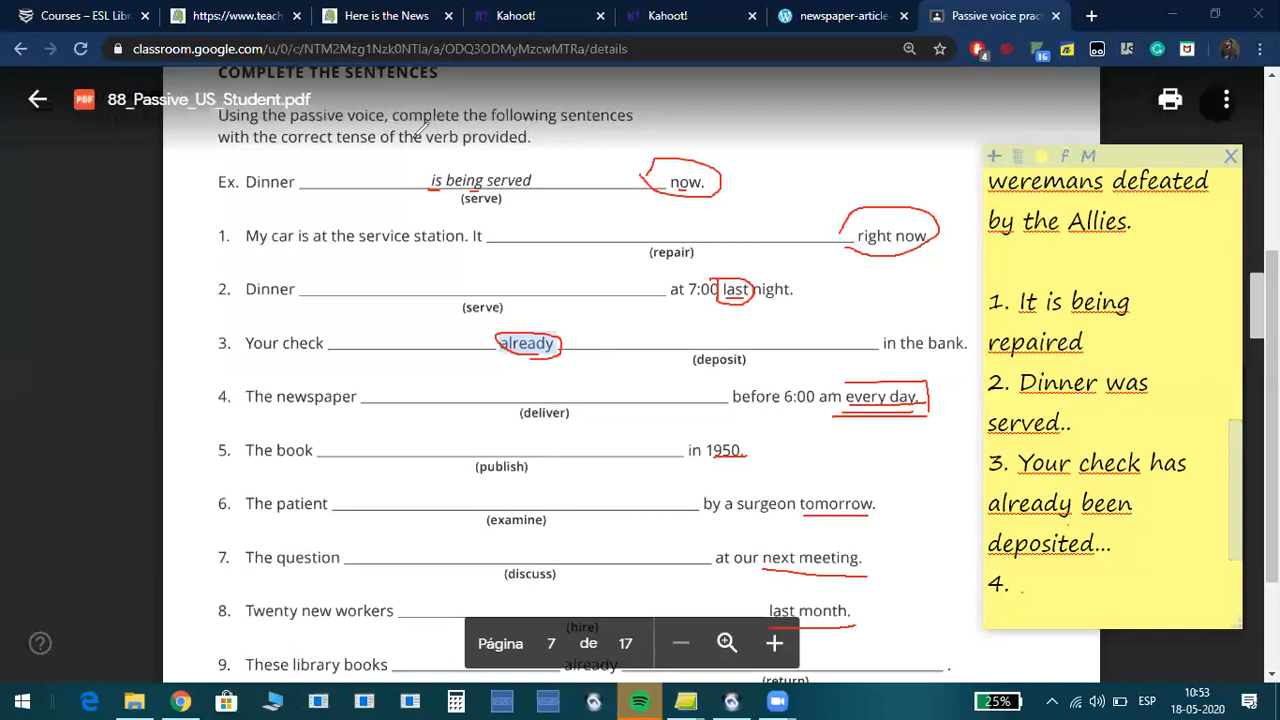 Courses – ESL Libr
https://www.teach
Here is the News
Kahoot!
Kahoot!
newspaper-article
Passive voice prac
classroom.google.com/u/0/c/NTM2Mzg1Nzk0NTIa/a/ODQ3ODMyMzcwMTRa/details
4
16
COMPLETE THE SENTENCES
PDF
88_Passive_US_Student.pdf
Using the passive voice, complete the following sentences
with the correct tense of the verb provided.
Ex. Dinner is being served now.
(serve)
1. My car is at the service station. It right now.
(repair)
2. Dinner at 7:00 last night.
(serve)
3. Your check already in the bank.
(deposit)
4. The newspaper before 6:00 am every day.
(deliver)
5. The book in 1950.
(publish)
6. The patient by a surgeon tomorrow.
(examine)
7. The question at our next meeting.
(discuss)
8. Twenty new workers last month.
(hire)
9. These library books already .
(return)
Página 7 de 17
f M X
weremans defeated
by the Allies.
1. It is being
repaired
2. Dinner was
served..
3. Your check has
already been
deposited...
4.
25%
ESP
10:53
18-05-2020